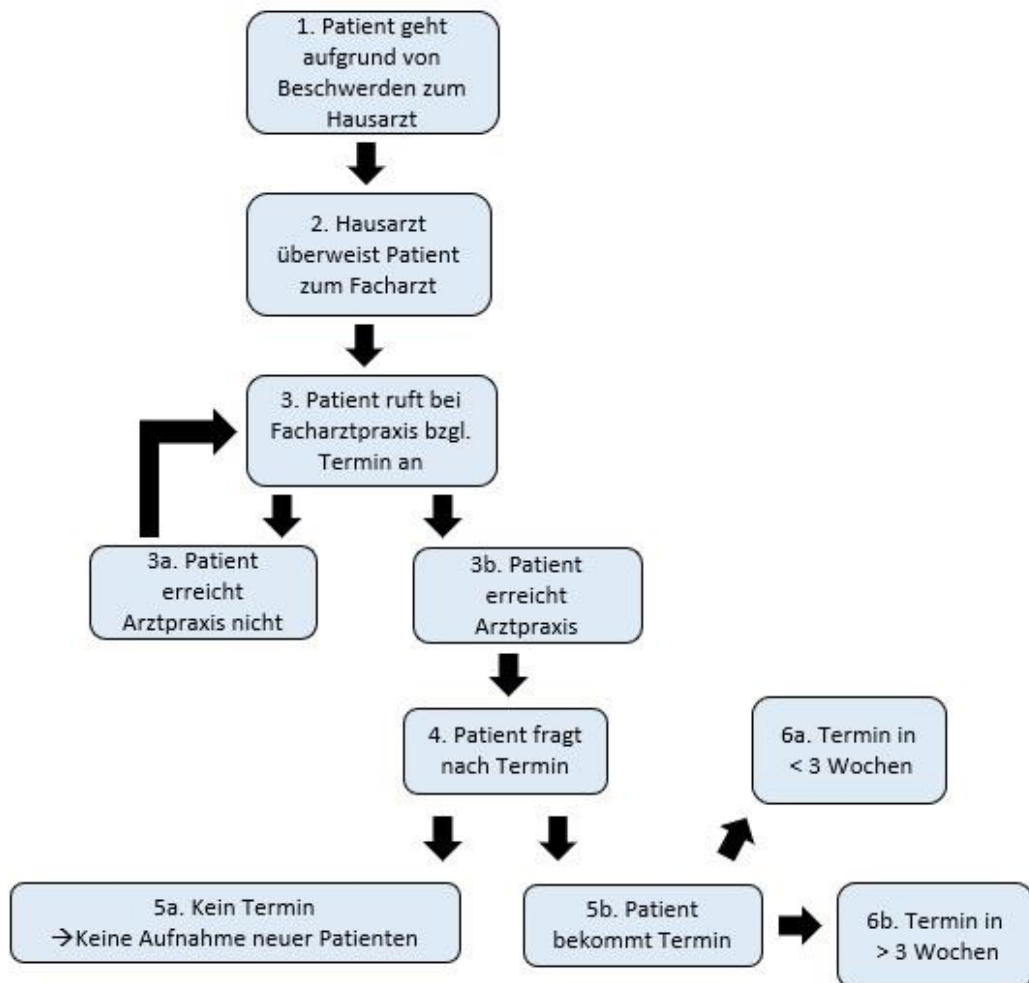 1. Patient geht
aufgrund von
Beschwerden zum
Hausarzt
2. Hausarzt
überweist Patient
zum Facharzt
3. Patient ruft bei
Facharztpraxis bzgl.
Termin an
3a. Patient
erreicht
Arztpraxis nicht
3b. Patient
erreicht
Arztpraxis
4. Patient fragt
nach Termin
5a. Kein Termin
→Keine Aufnahme neuer Patienten
5b. Patient
bekommt Termin
6a. Termin in
< 3 Wochen
6b. Termin in
> 3 Wochen